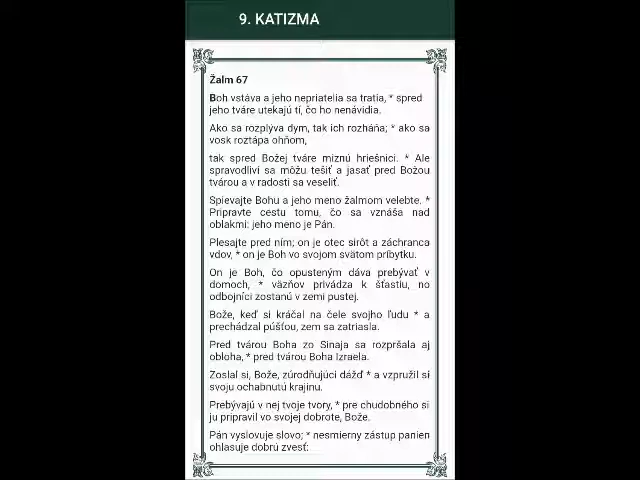 9. KATIZMA
Žalm 67
Boh vstáva a jeho nepriatelia sa tratia, * spred
jeho tváre utekajú tí, čo ho nenávidia.
Ako sa rozplýva dym, tak ich rozháňa; * ako sa
vosk roztápa ohňom,
tak spred Božej tváre miznú hriešnici. * Ale
spravodliví sa môžu tešiť a jasať pred Božou
tvárou a v radosti sa veseliť.
Spievajte Bohu a jeho meno žalmom velebte. *
Pripravte cestu tomu, čo sa vznáša nad
oblakmi: jeho meno je Pán.
Plesajte pred ním; on je otec sirôt a záchranca
vdov, * on je Boh vo svojom svätom príbytku.
On je Boh, čo opusteným dáva prebývať v
domoch, * väzňov privádza k šťastiu, no
odbojníci zostanú v zemi pustej.
Bože, keď si kráčal na čele svojho ľudu * a
prechádzal púšťou, zem sa zatriasla.
Pred tvárou Boha zo Sinaja sa rozpršala aj
obloha, * pred tvárou Boha Izraela.
Zoslal si, Bože, zúrodňujúci dážď * a vzpružil si
svoju ochabnutú krajinu.
Prebývajú v nej tvoje tvory, * pre chudobného si
ju pripravil vo svojej dobrote, Bože.
Pán vyslovuje slovo; * nesmierny zástup panien
ohlasuje dobrú zvesť: